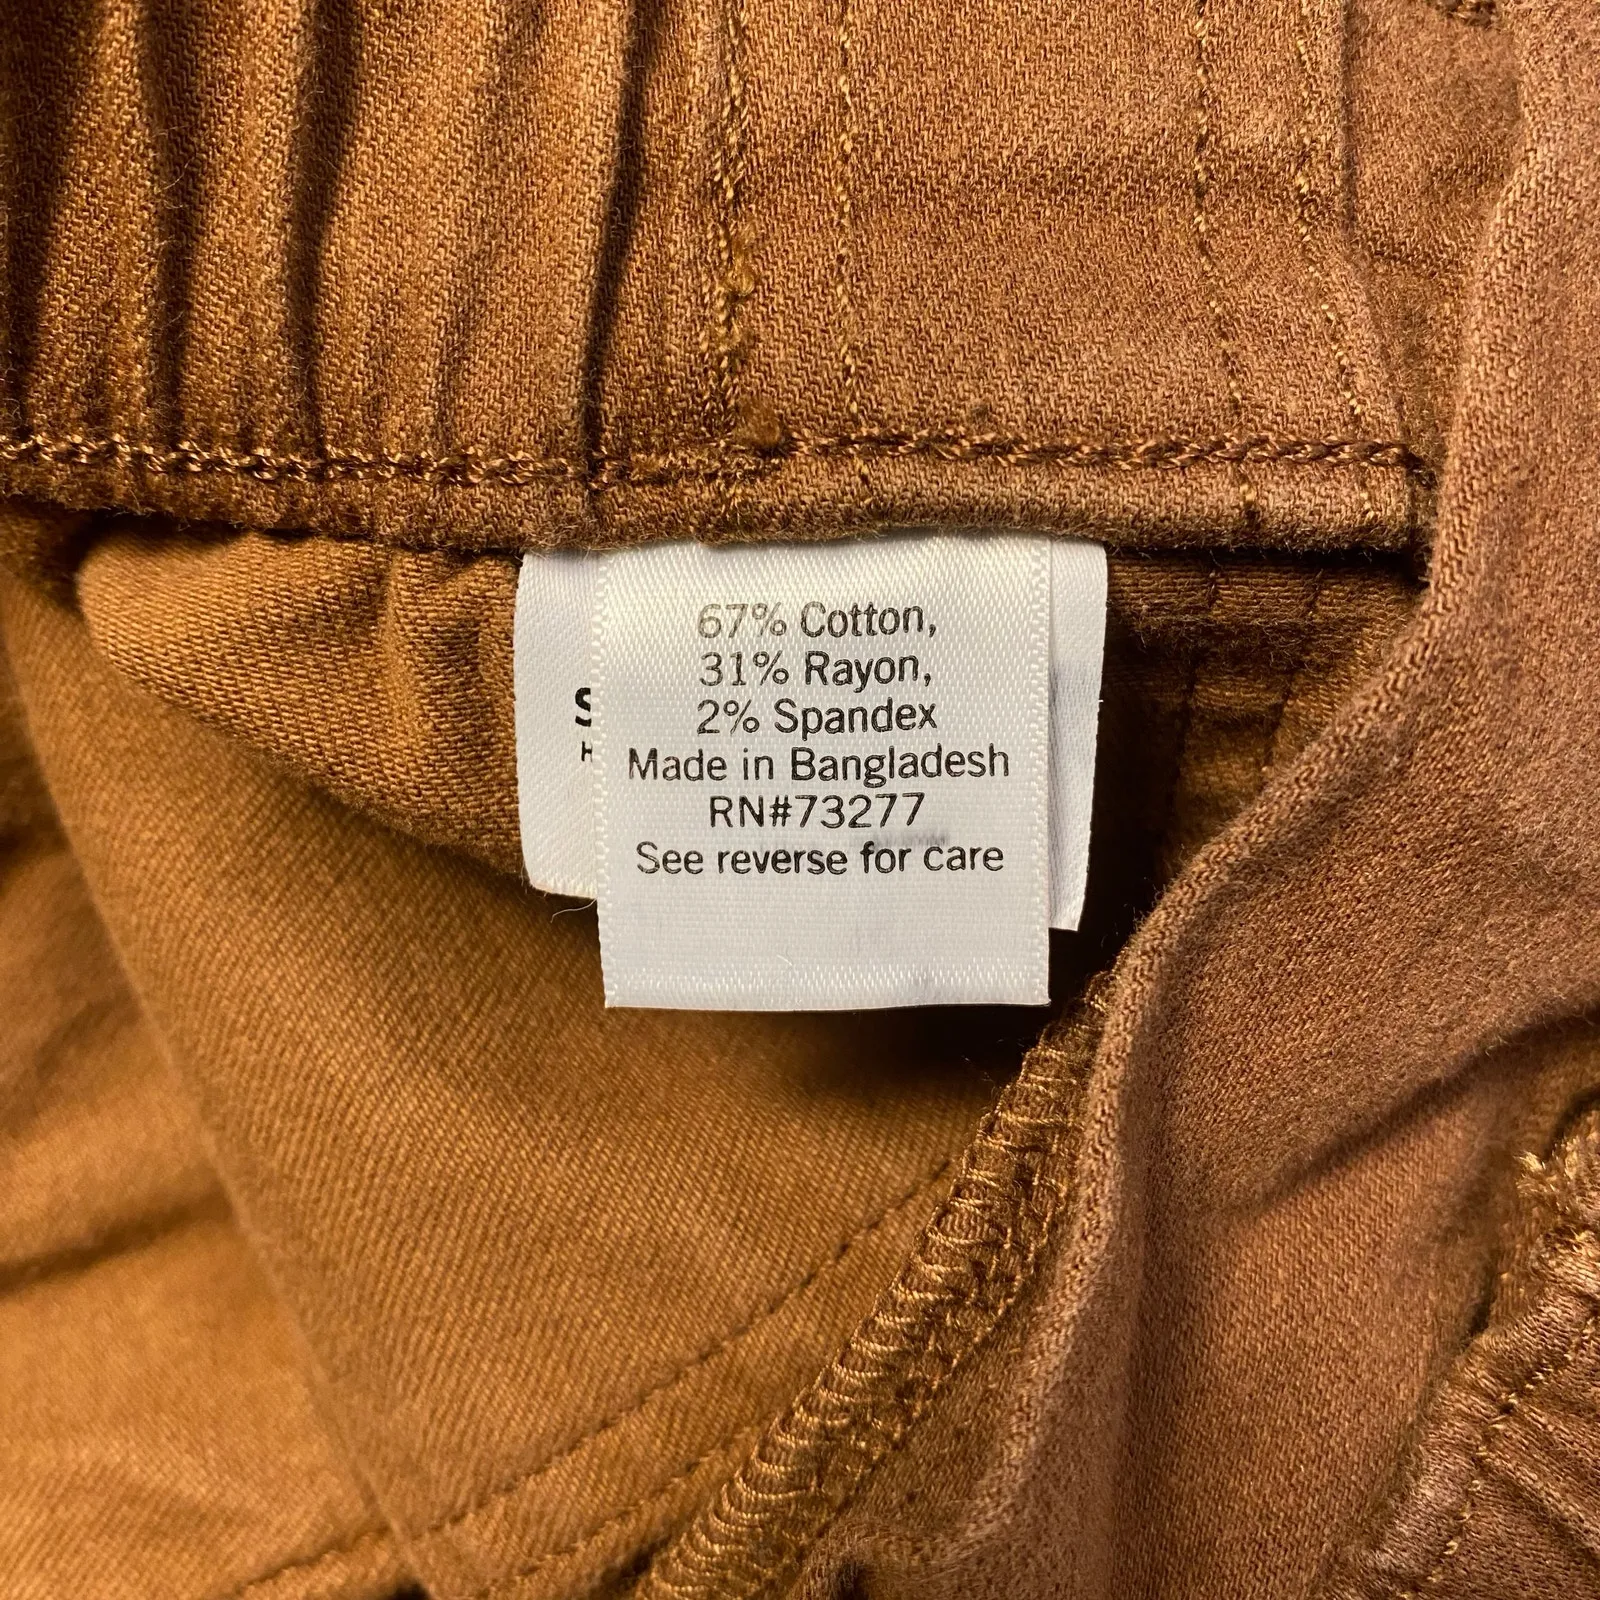 67% Cotton,
31% Rayon,
2% Spandex
Made in Bangladesh
RN#73277
See reverse for care